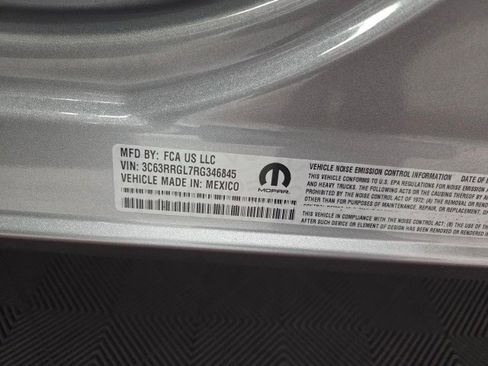 MFD BY: FCA US LLC
VIN: 3C63RRGL7RG346845
VEHICLE MADE IN: MEXICO
MOPAR
VEHICLE NOISE EMISSION CONTROL INFORMATION DATE OF
THIS VEHICLE CONFORMS TO U.S. EPA REGULATIONS FOR NOISE EMISSION
AND HEAVY TRUCKS. THE FOLLOWING ACTS OR THE CAUSING THEREOF BY
PROHIBITED BY THE NOISE CONTROL ACT OF 1972: (A) THE REMOVAL OR RENDER
OTHER THAN FOR PURPOSES OF MAINTENANCE, REPAIR, OR REPLACEMENT, OF
THIS VEHICLE IN COMPLIANCE WITH THE NOISE CONTROL ACT, (B) THE USE OF
AFTER SUCH DEVICE OR ELEMENT OF DESIGN HAS BEEN REMOVED OR RENDERED